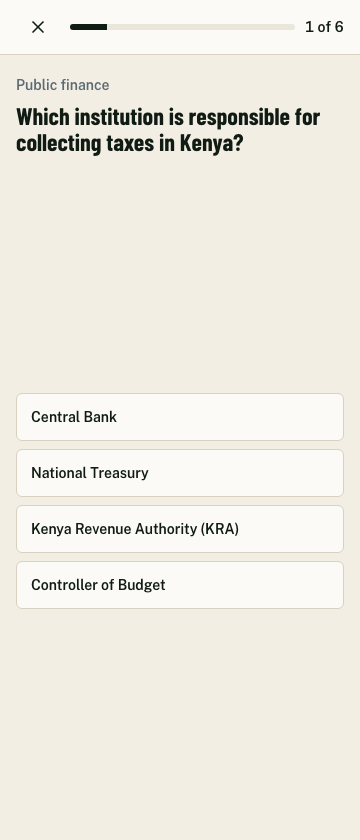 1 of 6
Public finance
Which institution is responsible for
collecting taxes in Kenya?
Central Bank
National Treasury
Kenya Revenue Authority (KRA)
Controller of Budget